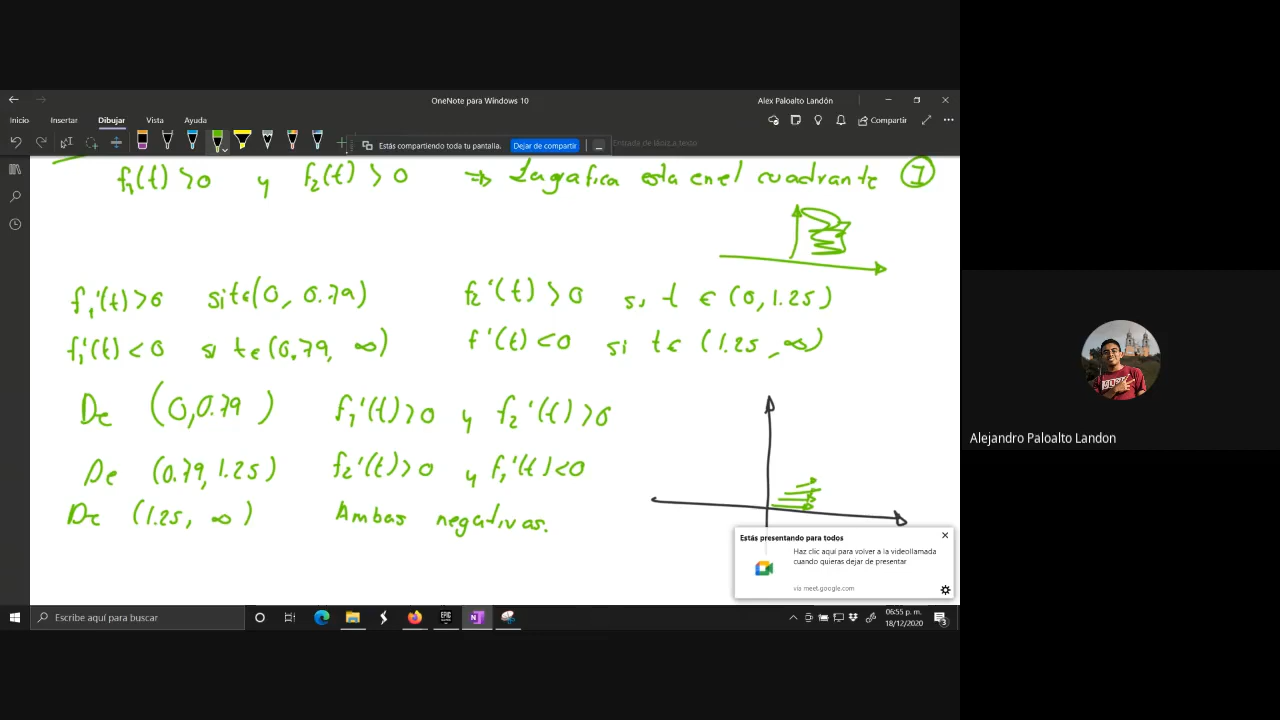 OneNote para Windows 10
Alex Paloalto Landón
Inicio Insertar Dibujar Vista Ayuda
Compartir
Estás compartiendo toda tu pantalla. Dejar de compartir
f₁(t) >0 y f₂(t) > 0 ⇒ La gafica esta en el cuadrante I
f₁'(t) >0 si t∈(0, 0.79) f₂'(t) >0 si t ∈ (0, 1.25)
f₁'(t) <0 si t∈(0.79, ∞) f'(t) <0 si t∈ (1.25, ∞)
De (0,0.79) f₁'(t) >0 y f₂'(t) >0
De (0.79, 1.25) f₂'(t) >0 y f₁'(t) <0
De (1.25, ∞) Ambas negativas.
Estás presentando para todos
Haz clic aquí para volver a la videollamada
cuando quieras dejar de presentar
via meet.google.com
Escribe aquí para buscar
06:55 p. m.
18/12/2020
3
Alejandro Paloalto Landon